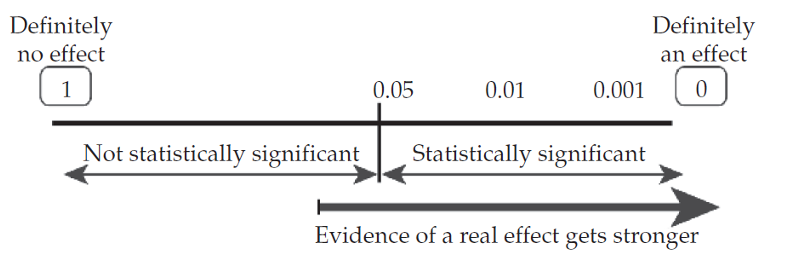 Definitely
no effect
Definitely
an effect
1
0.05
0.01
0.001
0
Not statistically significant
Statistically significant
Evidence of a real effect gets stronger